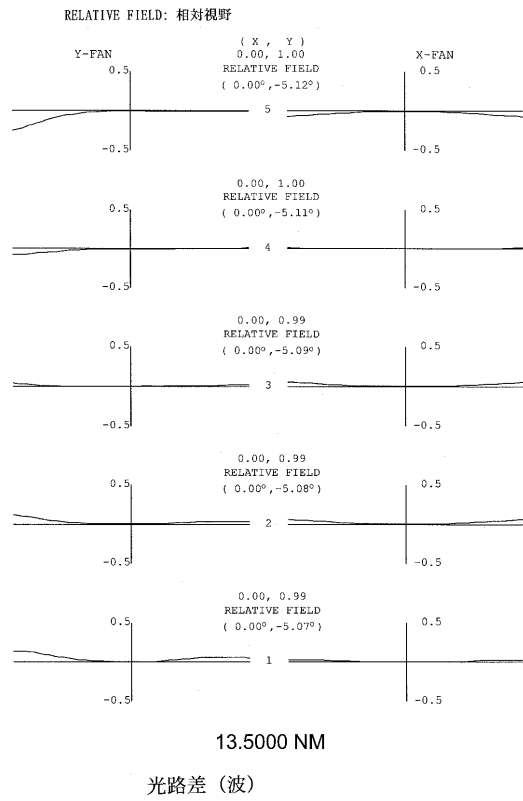 RELATIVE FIELD: 相対視野
( X , Y )
Y-FAN 0.00, 1.00 X-FAN
0.5 RELATIVE FIELD 0.5
( 0.00°,-5.12°)
5
-0.5 -0.5
0.00, 1.00
0.5 RELATIVE FIELD 0.5
( 0.00°,-5.11°)
4
-0.5 -0.5
0.00, 0.99
0.5 RELATIVE FIELD 0.5
( 0.00°,-5.09°)
3
-0.5 -0.5
0.00, 0.99
0.5 RELATIVE FIELD 0.5
( 0.00°,-5.08°)
2
-0.5 -0.5
0.00, 0.99
0.5 RELATIVE FIELD 0.5
( 0.00°,-5.07°)
1
-0.5 -0.5
13.5000 NM
光路差（波）